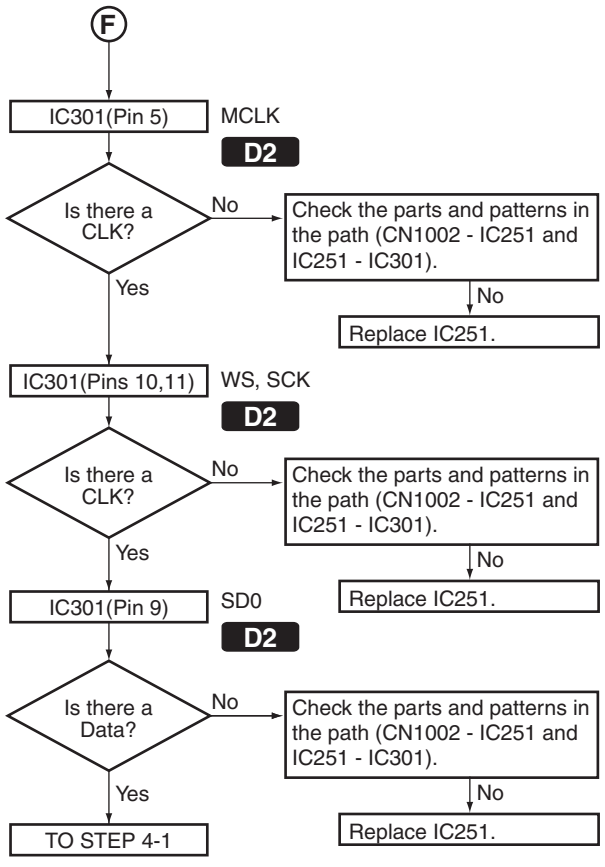 F
IC301(Pin 5)
MCLK
D2
Is there a
CLK?
No
Check the parts and patterns in
the path (CN1002 - IC251 and
IC251 - IC301).
No
Replace IC251.
Yes
IC301(Pins 10,11)
WS, SCK
D2
Is there a
CLK?
No
Check the parts and patterns in
the path (CN1002 - IC251 and
IC251 - IC301).
No
Replace IC251.
Yes
IC301(Pin 9)
SD0
D2
Is there a
Data?
No
Check the parts and patterns in
the path (CN1002 - IC251 and
IC251 - IC301).
No
Replace IC251.
Yes
TO STEP 4-1